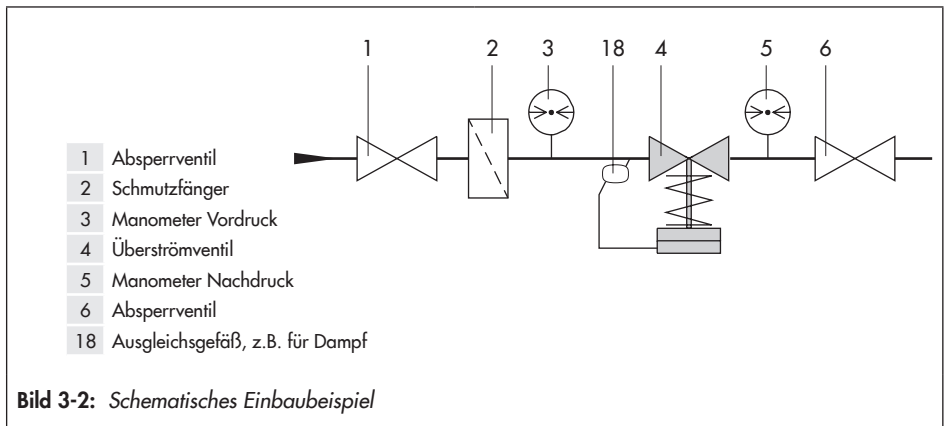 1 2 3 18 4 5 6
1 Absperrventil
2 Schmutzfänger
3 Manometer Vordruck
4 Überströmventil
5 Manometer Nachdruck
6 Absperrventil
18 Ausgleichsgefäß, z.B. für Dampf
Bild 3-2: Schematisches Einbaubeispiel